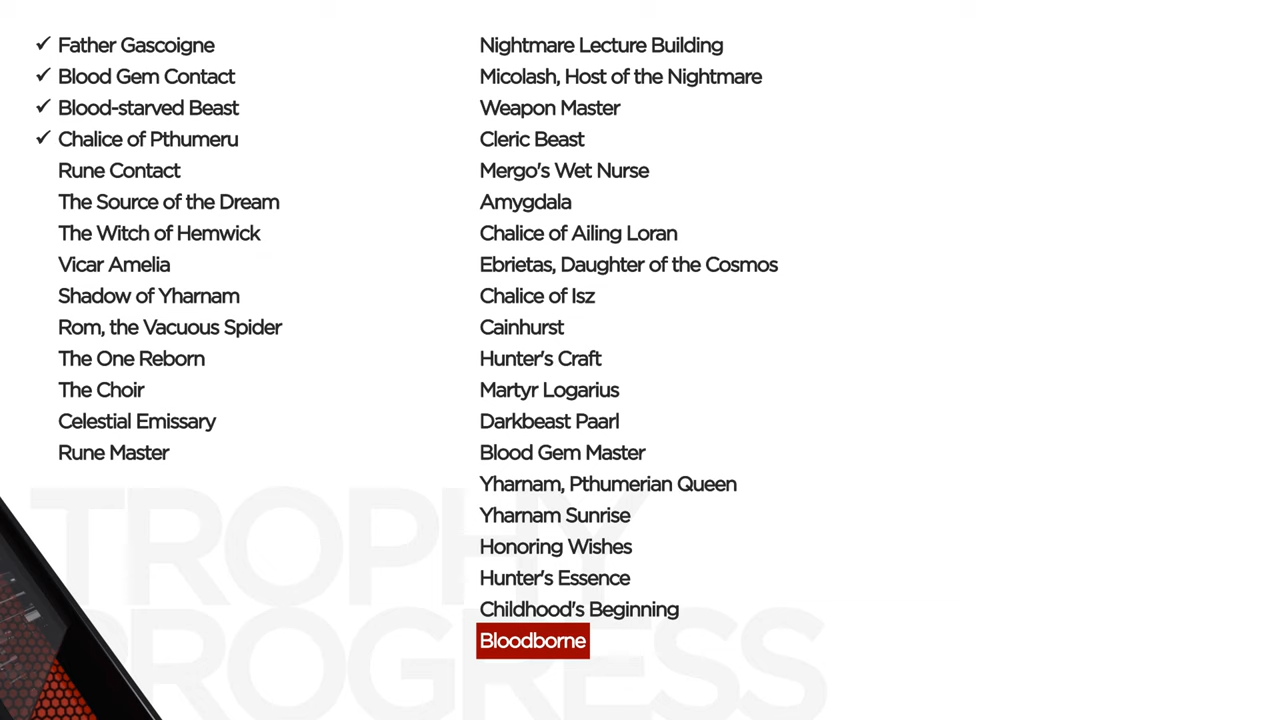 ✓ Father Gascoigne
✓ Blood Gem Contact
✓ Blood-starved Beast
✓ Chalice of Pthumeru
Rune Contact
The Source of the Dream
The Witch of Hemwick
Vicar Amelia
Shadow of Yharnam
Rom, the Vacuous Spider
The One Reborn
The Choir
Celestial Emissary
Rune Master
Nightmare Lecture Building
Micolash, Host of the Nightmare
Weapon Master
Cleric Beast
Mergo's Wet Nurse
Amygdala
Chalice of Ailing Loran
Ebrietas, Daughter of the Cosmos
Chalice of Isz
Cainhurst
Hunter's Craft
Martyr Logarius
Darkbeast Paarl
Blood Gem Master
Yharnam, Pthumerian Queen
Yharnam Sunrise
Honoring Wishes
Hunter's Essence
Childhood's Beginning
Bloodborne
TROPHY
PROGRESS